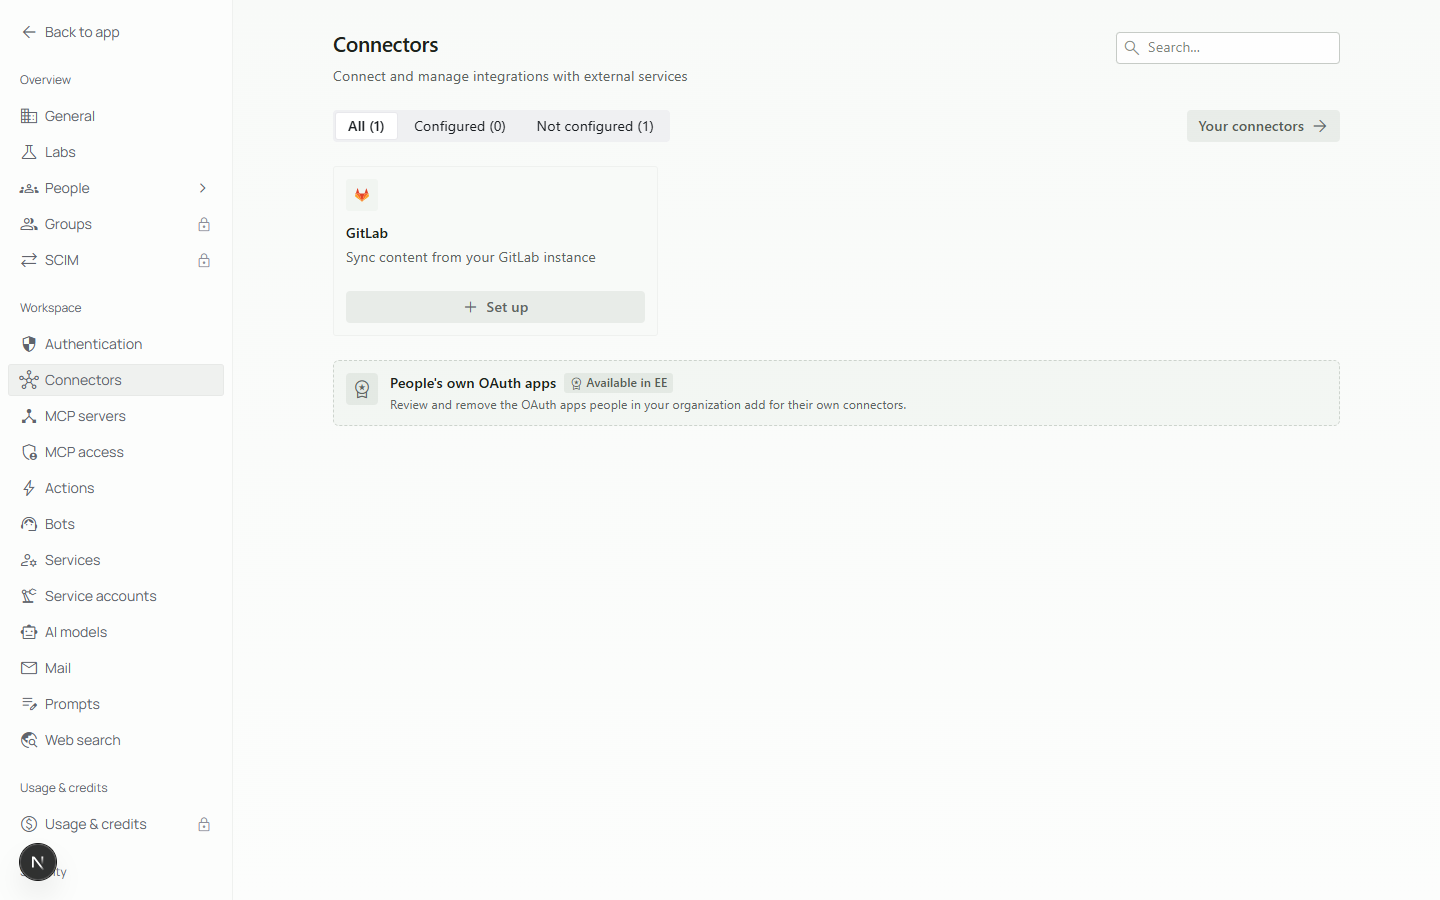 Back to app
Overview
General
Labs
People
Groups
SCIM
Workspace
Authentication
Connectors
MCP servers
MCP access
Actions
Bots
Services
Service accounts
AI models
Mail
Prompts
Web search
Usage & credits
Usage & credits
N
Connectors
Connect and manage integrations with external services
Search...
All (1)
Configured (0)
Not configured (1)
Your connectors
GitLab
Sync content from your GitLab instance
Set up
People's own OAuth apps
Available in EE
Review and remove the OAuth apps people in your organization add for their own connectors.